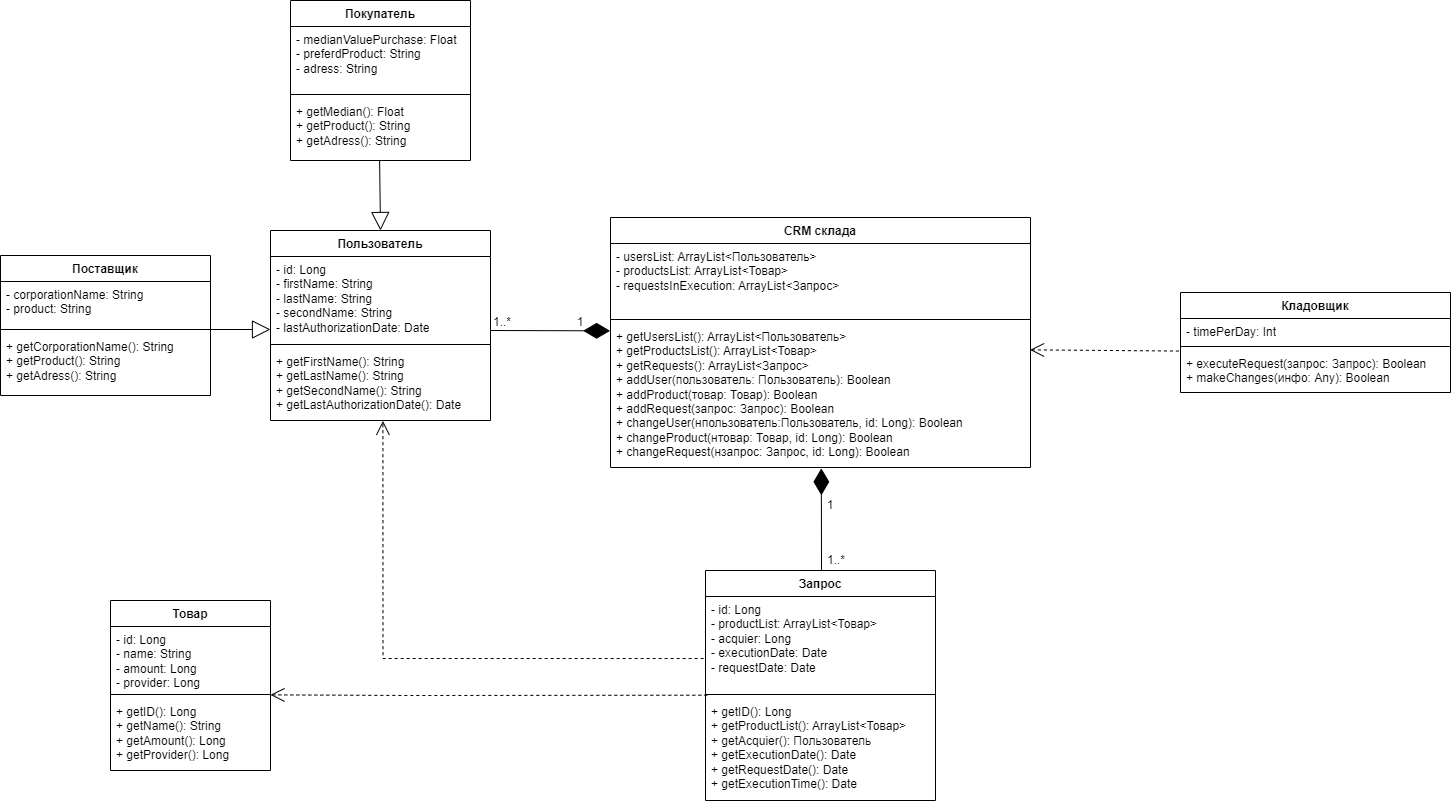 Покупатель
- medianValuePurchase: Float
- preferdProduct: String
- adress: String
+ getMedian(): Float
+ getProduct(): String
+ getAdress(): String
Поставщик
- corporationName: String
- product: String
+ getCorporationName(): String
+ getProduct(): String
+ getAdress(): String
Пользователь
- id: Long
- firstName: String
- lastName: String
- secondName: String
- lastAuthorizationDate: Date
+ getFirstName(): String
+ getLastName(): String
+ getSecondName(): String
+ getLastAuthorizationDate(): Date
1..*
1
CRM склада
- usersList: ArrayList<Пользователь>
- productsList: ArrayList<Товар>
- requestsInExecution: ArrayList<Запрос>
+ getUsersList(): ArrayList<Пользователь>
+ getProductsList(): ArrayList<Товар>
+ getRequests(): ArrayList<Запрос>
+ addUser(пользователь: Пользователь): Boolean
+ addProduct(товар: Товар): Boolean
+ addRequest(запрос: Запрос): Boolean
+ changeUser(нпользователь:Пользователь, id: Long): Boolean
+ changeProduct(нтовар: Товар, id: Long): Boolean
+ changeRequest(нзапрос: Запрос, id: Long): Boolean
Кладовщик
- timePerDay: Int
+ executeRequest(запрос: Запрос): Boolean
+ makeChanges(инфо: Any): Boolean
1
1..*
Товар
- id: Long
- name: String
- amount: Long
- provider: Long
+ getID(): Long
+ getName(): String
+ getAmount(): Long
+ getProvider(): Long
Запрос
- id: Long
- productList: ArrayList<Товар>
- acquier: Long
- executionDate: Date
- requestDate: Date
+ getID(): Long
+ getProductList(): ArrayList<Товар>
+ getAcquier(): Пользователь
+ getExecutionDate(): Date
+ getRequestDate(): Date
+ getExecutionTime(): Date